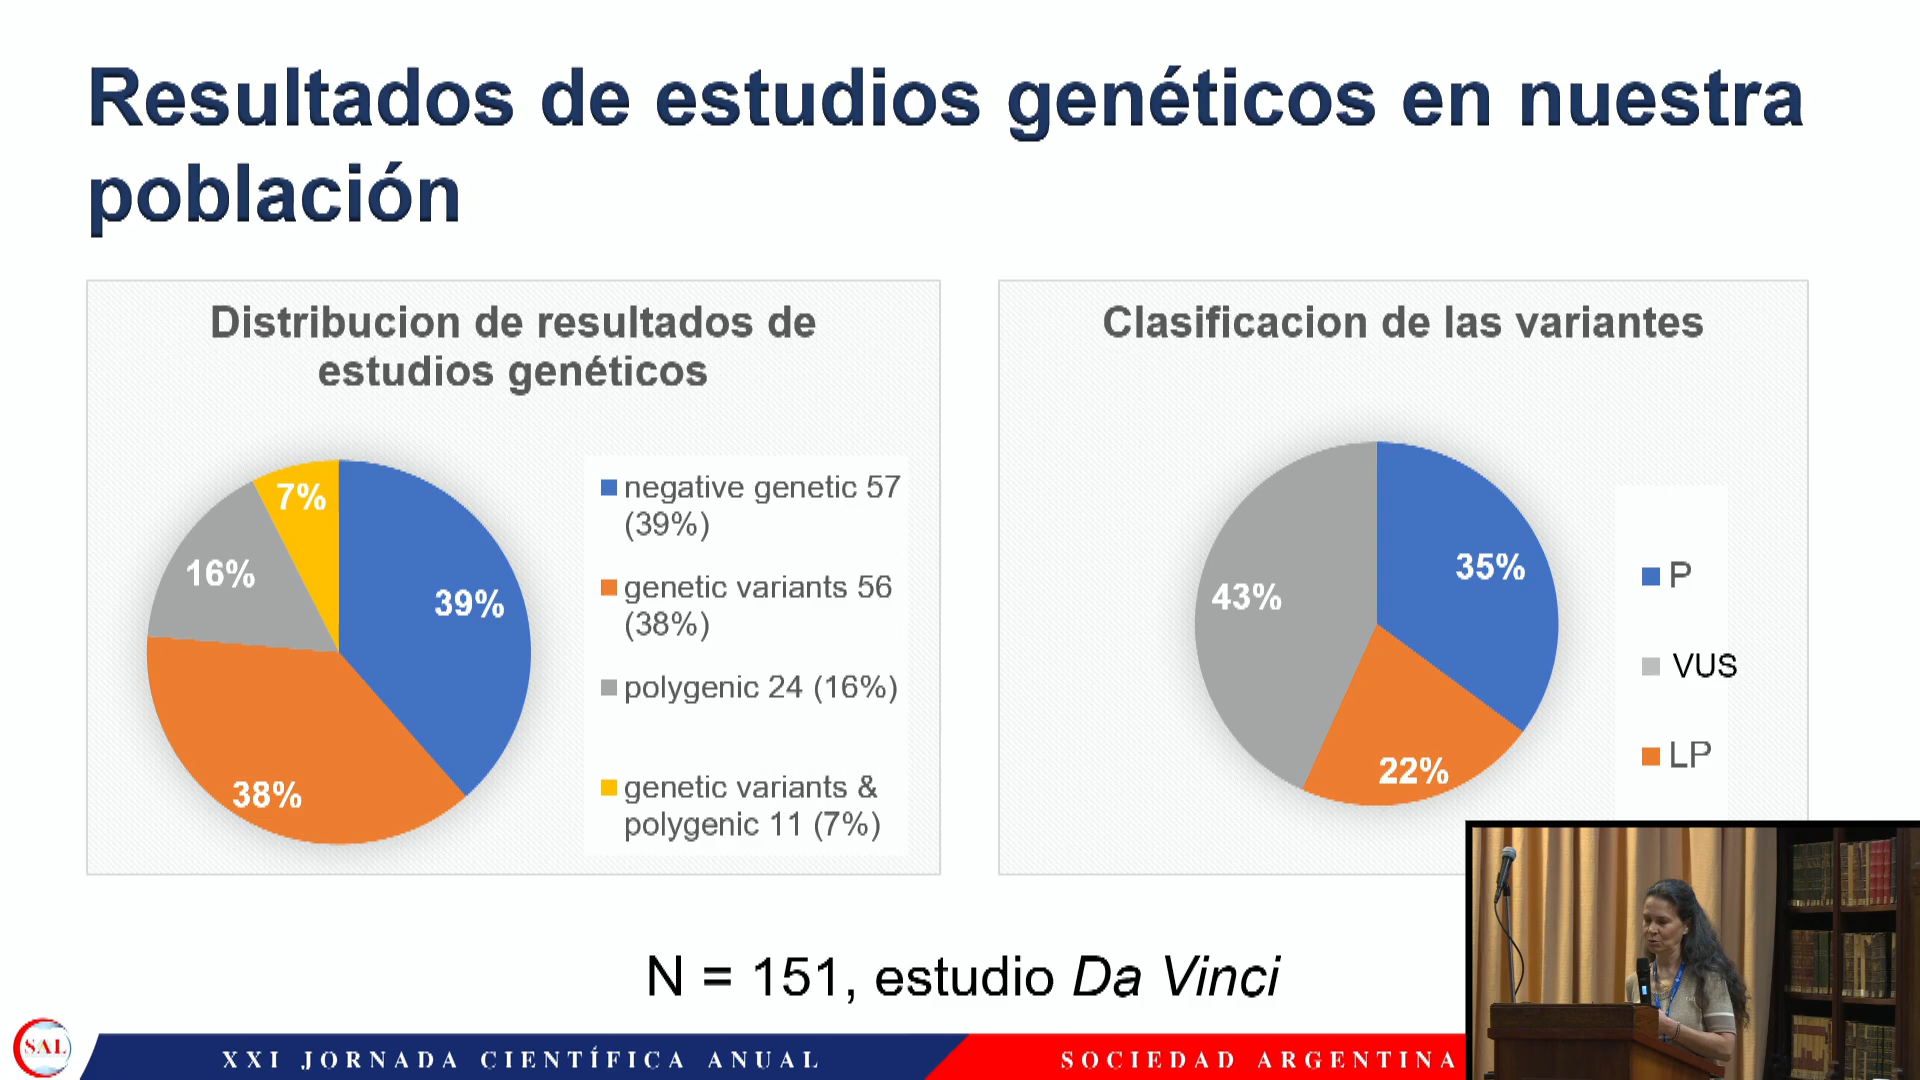 Resultados de estudios genéticos en nuestra
población
Distribucion de resultados de
estudios genéticos
7%
16%
39%
38%
negative genetic 57
(39%)
genetic variants 56
(38%)
polygenic 24 (16%)
genetic variants &
polygenic 11 (7%)
Clasificacion de las variantes
35%
43%
22%
P
VUS
LP
N = 151, estudio Da Vinci
SAL
XXI JORNADA CIENTÍFICA ANUAL
SOCIEDAD ARGENTINA